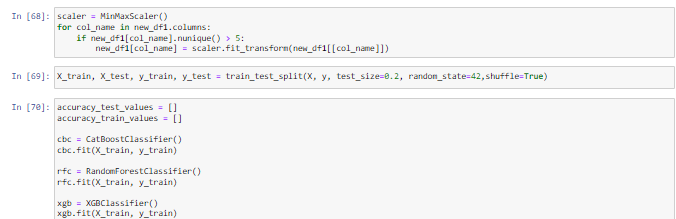 In [68]: scaler = MinMaxScaler()
for col_name in new_df1.columns:
    if new_df1[col_name].nunique() > 5:
        new_df1[col_name] = scaler.fit_transform(new_df1[[col_name]])
In [69]: X_train, X_test, y_train, y_test = train_test_split(X, y, test_size=0.2, random_state=42,shuffle=True)
In [70]: accuracy_test_values = []
accuracy_train_values = []
cbc = CatBoostClassifier()
cbc.fit(X_train, y_train)
rfc = RandomForestClassifier()
rfc.fit(X_train, y_train)
xgb = XGBClassifier()
xgb.fit(X_train, y_train)